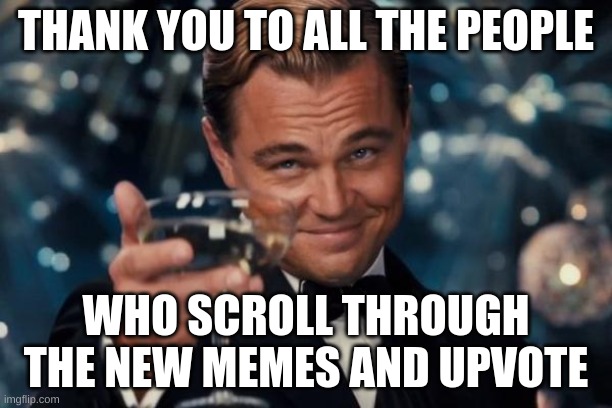 THANK YOU TO ALL THE PEOPLE
WHO SCROLL THROUGH
THE NEW MEMES AND UPVOTE
imgflip.com